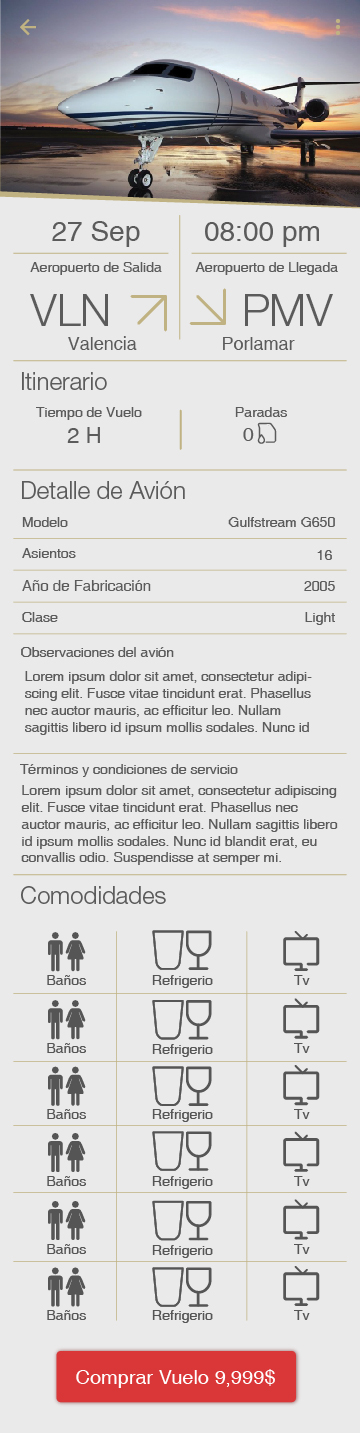 27 Sep
08:00 pm
Aeropuerto de Salida
Aeropuerto de Llegada
VLN
PMV
Valencia
Porlamar
Itinerario
Tiempo de Vuelo
Paradas
2 H
0
Detalle de Avión
Modelo
Gulfstream G650
Asientos
16
Año de Fabricación
2005
Clase
Light
Observaciones del avión
Lorem ipsum dolor sit amet, consectetur adipi-
scing elit. Fusce vitae tincidunt erat. Phasellus
nec auctor mauris, ac efficitur leo. Nullam
sagittis libero id ipsum mollis sodales. Nunc id
Términos y condiciones de servicio
Lorem ipsum dolor sit amet, consectetur adipiscing
elit. Fusce vitae tincidunt erat. Phasellus nec
auctor mauris, ac efficitur leo. Nullam sagittis libero
id ipsum mollis sodales. Nunc id blandit erat, eu
convallis odio. Suspendisse at semper mi.
Comodidades
Baños
Refrigerio
Tv
Baños
Refrigerio
Tv
Baños
Refrigerio
Tv
Baños
Refrigerio
Tv
Baños
Refrigerio
Tv
Baños
Refrigerio
Tv
Comprar Vuelo 9,999$